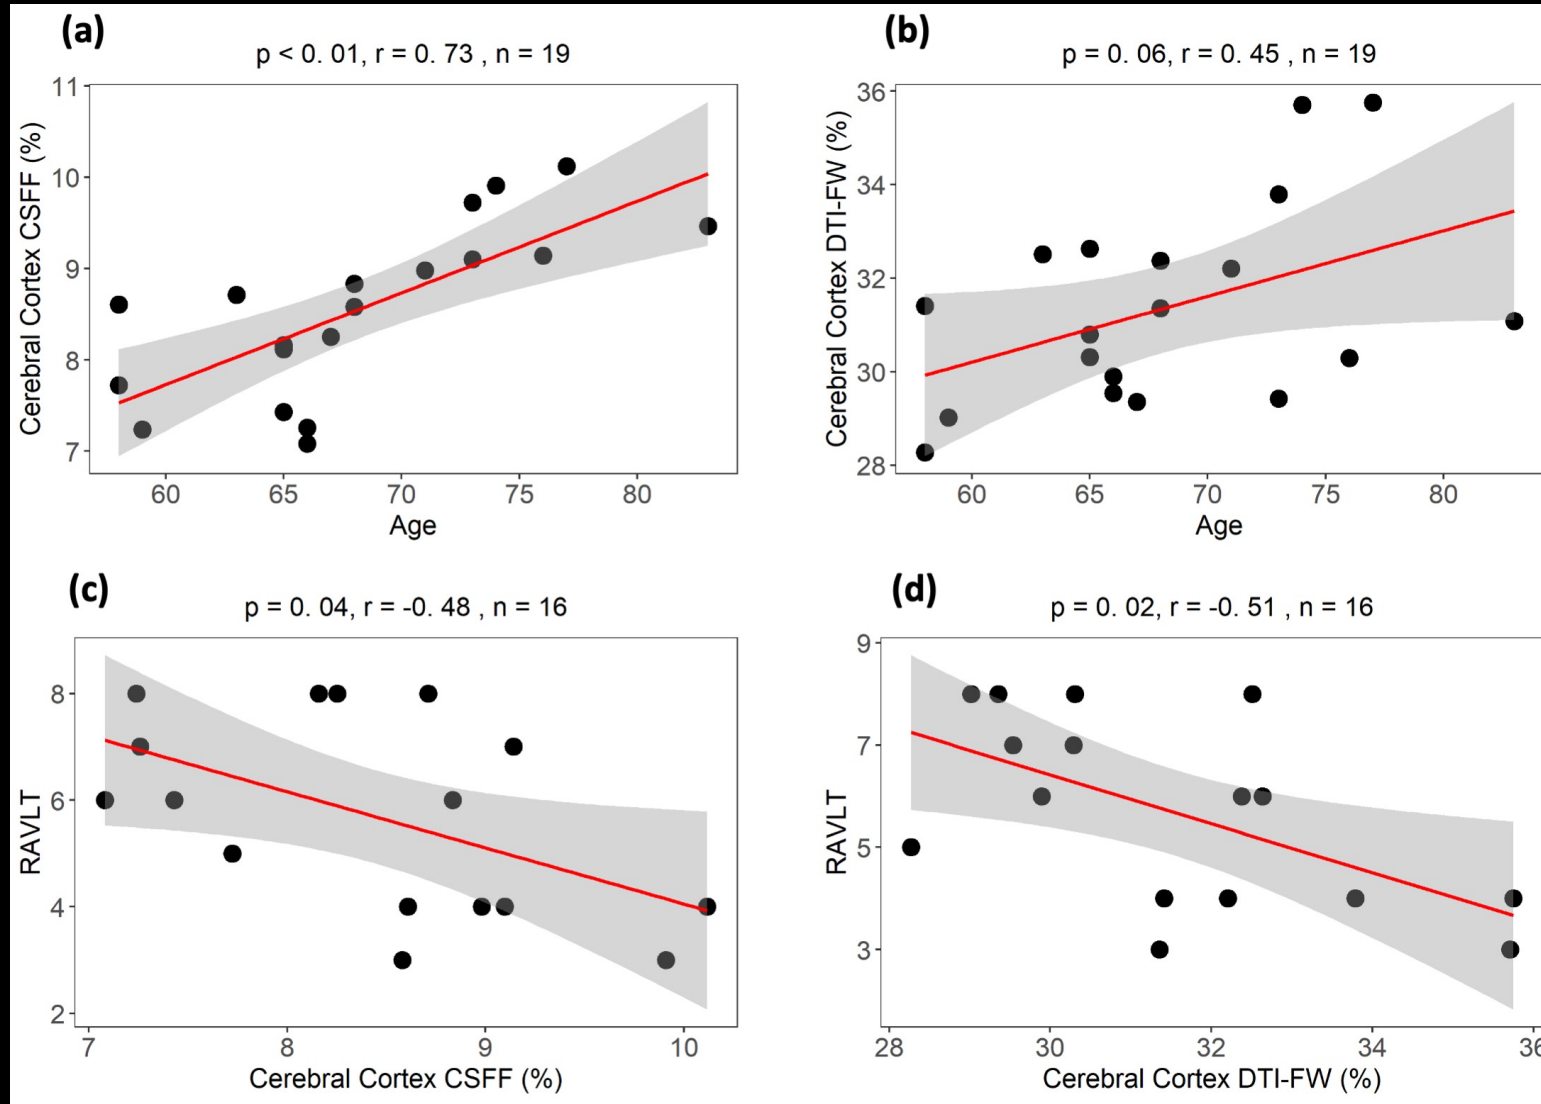 (a)
p < 0. 01, r = 0. 73 , n = 19
Cerebral Cortex CSFF (%)
11
10
9
8
7
60 65 70 75 80
Age
(b)
p = 0. 06, r = 0. 45 , n = 19
Cerebral Cortex DTI-FW (%)
36
34
32
30
28
60 65 70 75 80
Age
(c)
p = 0. 04, r = -0. 48 , n = 16
RAVLT
8
6
4
2
7 8 9 10
Cerebral Cortex CSFF (%)
(d)
p = 0. 02, r = -0. 51 , n = 16
RAVLT
9
7
5
3
28 30 32 34 36
Cerebral Cortex DTI-FW (%)